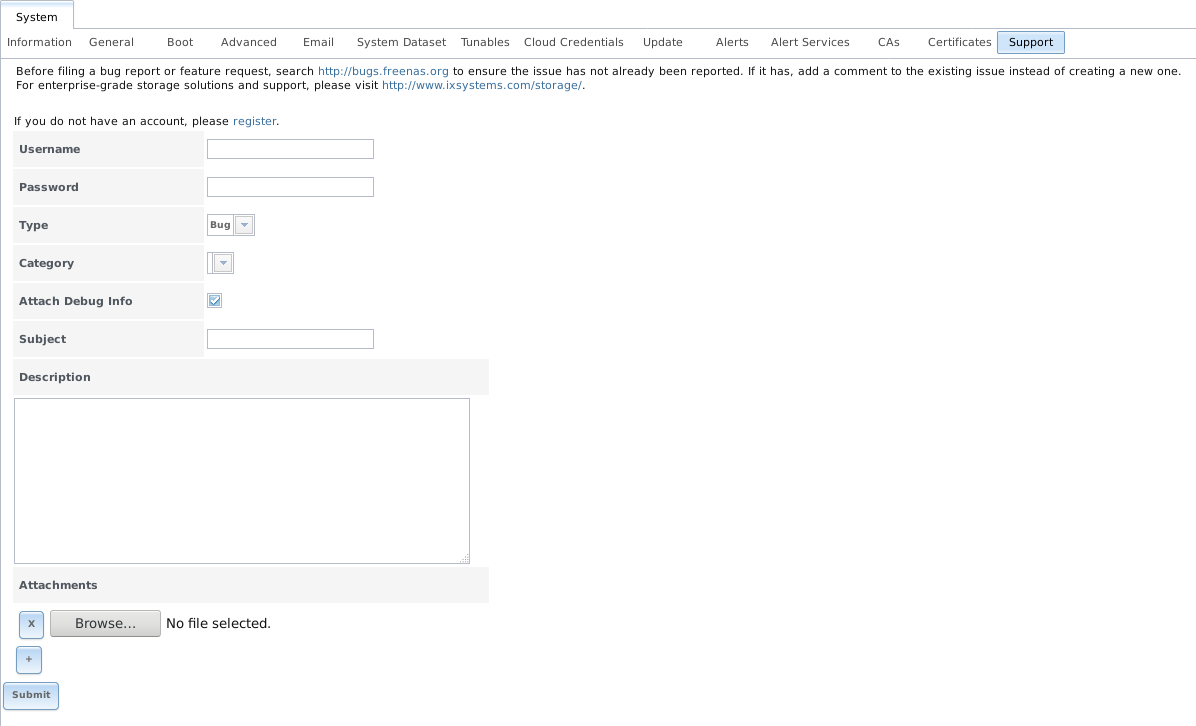 System
Information General Boot Advanced Email System Dataset Tunables Cloud Credentials Update Alerts Alert Services CAs Certificates Support
Before filing a bug report or feature request, search http://bugs.freenas.org to ensure the issue has not already been reported. If it has, add a comment to the existing issue instead of creating a new one.
For enterprise-grade storage solutions and support, please visit http://www.ixsystems.com/storage/.
If you do not have an account, please register.
Username
Password
Type Bug
Category
Attach Debug Info
Subject
Description
Attachments
X Browse... No file selected.
+
Submit